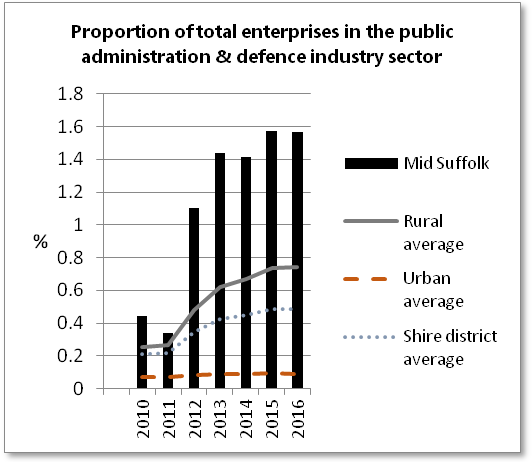 Proportion of total enterprises in the public
administration & defence industry sector
1.8
1.6
1.4
1.2
1
0.8
0.6
0.4
0.2
0
%
2010
2011
2012
2013
2014
2015
2016
Mid Suffolk
Rural
average
Urban
average
Shire district
average